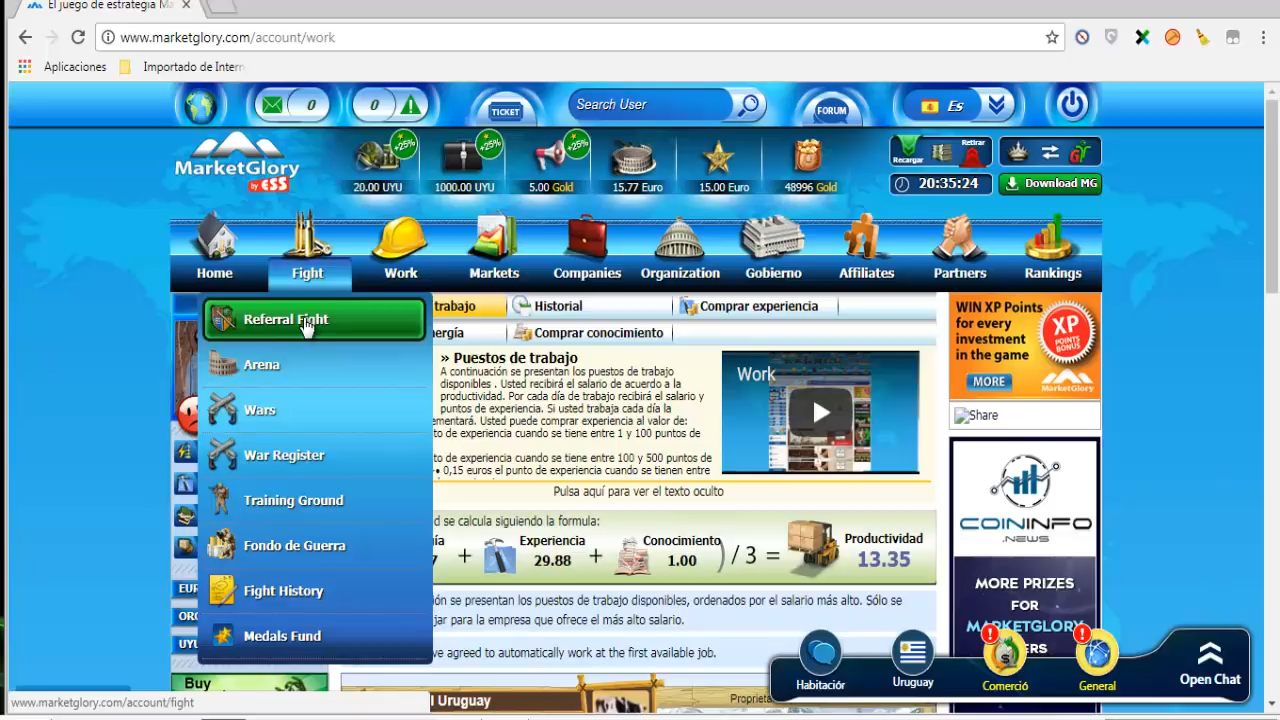 El juego de estrategia Ma
www.marketglory.com/account/work
Aplicaciones
Importado de Intern
0
0
TICKET
Search User
FORUM
Es
MarketGlory
by ESS
+25%
+25%
+25%
20.00 UYU
1000.00 UYU
5.00 Gold
15.77 Euro
15.00 Euro
48996 Gold
Recargar
Retirar
20:35:24
Download MG
Home
Fight
Work
Markets
Companies
Organization
Gobierno
Affiliates
Partners
Rankings
Referral Fight
Arena
Wars
War Register
Training Ground
Fondo de Guerra
Fight History
Medals Fund
trabajo
Historial
Comprar experiencia
nergía
Comprar conocimiento
» Puestos de trabajo
A continuación se presentan los puestos de trabajo
disponibles . Usted recibirá el salario de acuerdo a la
productividad. Por cada día de trabajo recibirá el salario y
puntos de experiencia. Si usted trabaja cada día la
ementará. Usted puede comprar experiencia al valor de:
to de experiencia cuando se tiene entre 1 y 100 puntos de
to de experiencia cuando se tiene entre 100 y 500 puntos de
• 0,15 euros el punto de experiencia cuando se tienen entre
Work
Pulsa aquí para ver el texto oculto
d se calcula siguiendo la formula:
ía
7
+
Experiencia
29.88
+
Conocimiento
1.00
) / 3 =
Productividad
13.35
ón se presentan los puestos de trabajo disponibles, ordenados por el salario más alto. Sólo se
jar para la empresa que ofrece el más alto salario.
ve agreed to automatically work at the first available job.
EUR
UYU
Buy
Uruguay
Proprieta
WIN XP Points
for every
investment
in the game
XP
POINTS
BONUS
MORE
MarketGlory
Share
COININFO
.NEWS
MORE PRIZES
FOR
MARKETGLORY
ERS
Habitación
Uruguay
Comerció
General
Open Chat
www.marketglory.com/account/fight